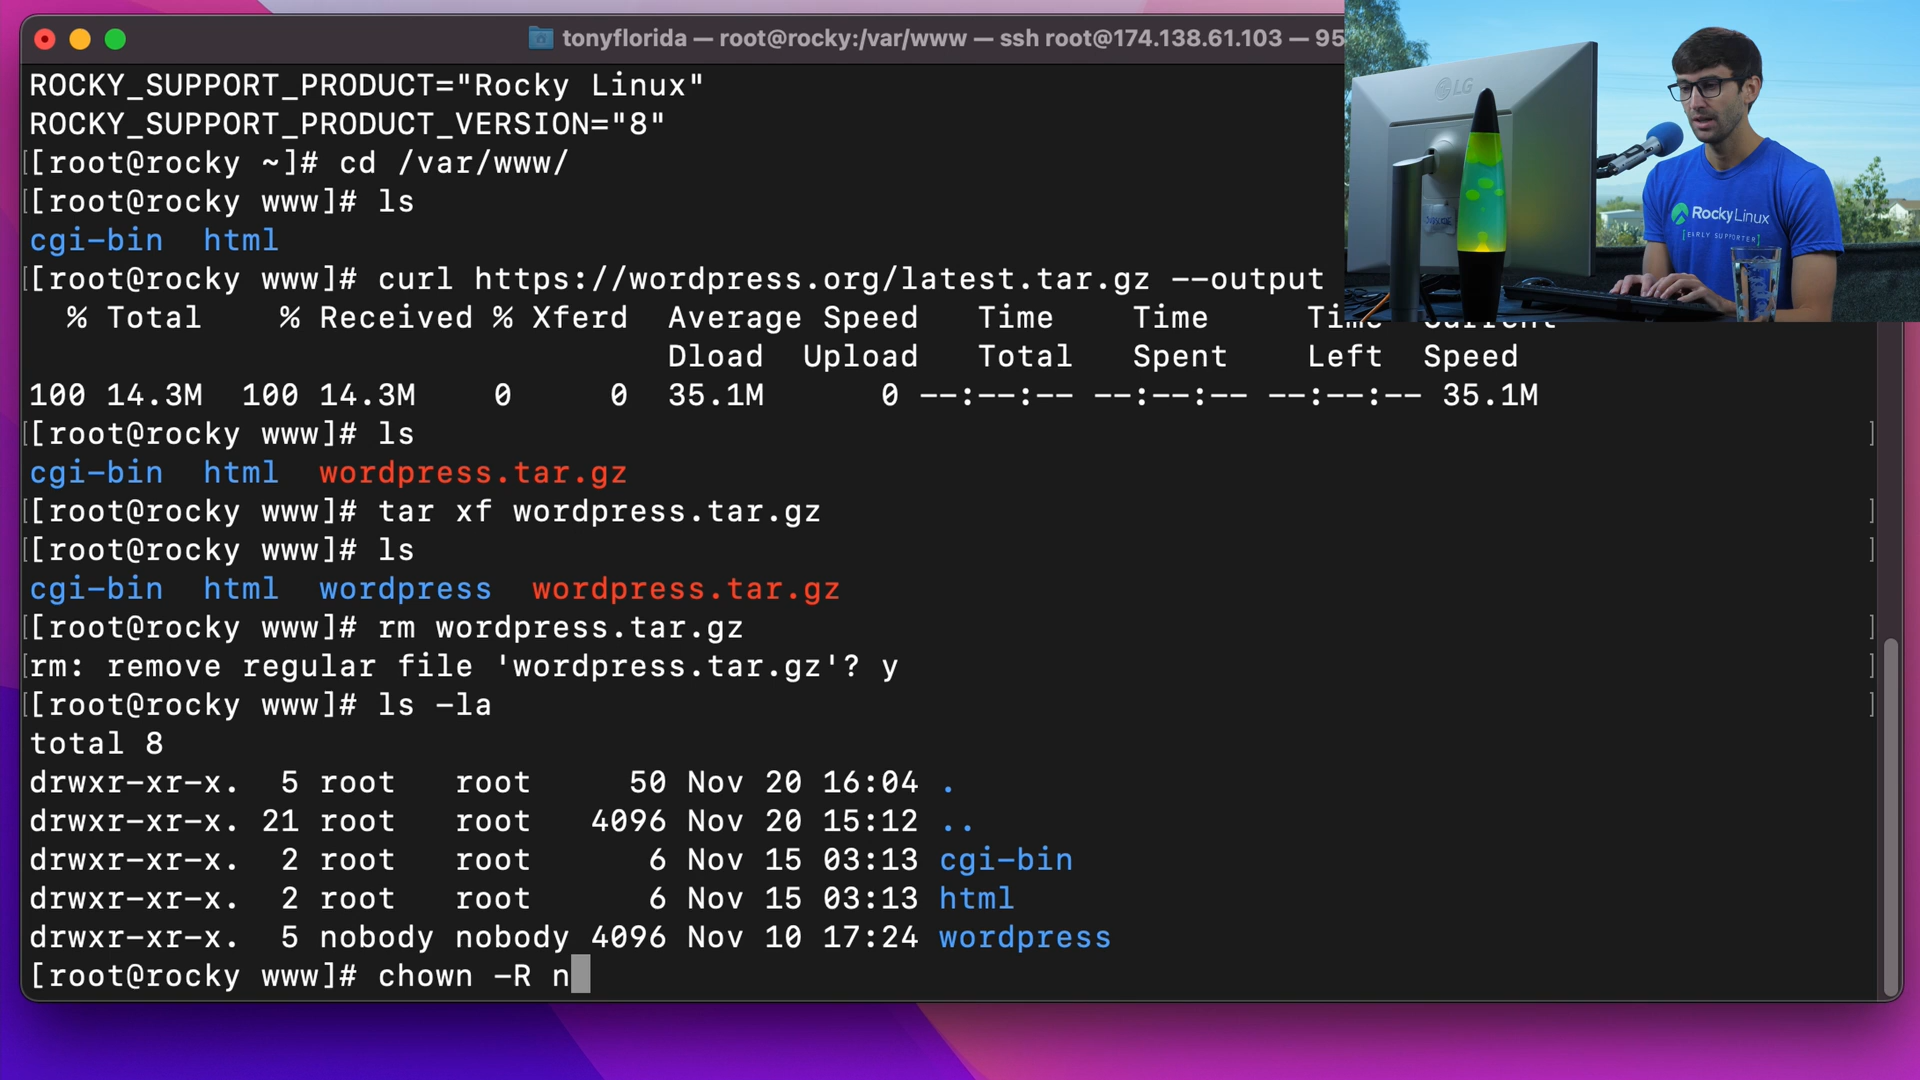 tonyflorida — root@rocky:/var/www — ssh root@174.138.61.103 — 95
ROCKY_SUPPORT_PRODUCT="Rocky Linux"
ROCKY_SUPPORT_PRODUCT_VERSION="8"
[[root@rocky ~]# cd /var/www/
[[root@rocky www]# ls
cgi-bin html
[[root@rocky www]# curl https://wordpress.org/latest.tar.gz --output
% Total % Received % Xferd Average Speed Time Time Time Current
Dload Upload Total Spent Left Speed
100 14.3M 100 14.3M 0 0 35.1M 0 --:--:-- --:--:-- --:--:-- 35.1M
[[root@rocky www]# ls ]
cgi-bin html wordpress.tar.gz
[[root@rocky www]# tar xf wordpress.tar.gz ]
[[root@rocky www]# ls ]
cgi-bin html wordpress wordpress.tar.gz
[[root@rocky www]# rm wordpress.tar.gz ]
[rm: remove regular file 'wordpress.tar.gz'? y ]
[[root@rocky www]# ls -la ]
total 8
drwxr-xr-x. 5 root root 50 Nov 20 16:04 .
drwxr-xr-x. 21 root root 4096 Nov 20 15:12 ..
drwxr-xr-x. 2 root root 6 Nov 15 03:13 cgi-bin
drwxr-xr-x. 2 root root 6 Nov 15 03:13 html
drwxr-xr-x. 5 nobody nobody 4096 Nov 10 17:24 wordpress
[root@rocky www]# chown -R n
LG
Rocky Linux
[EARLY SUPPORTER]